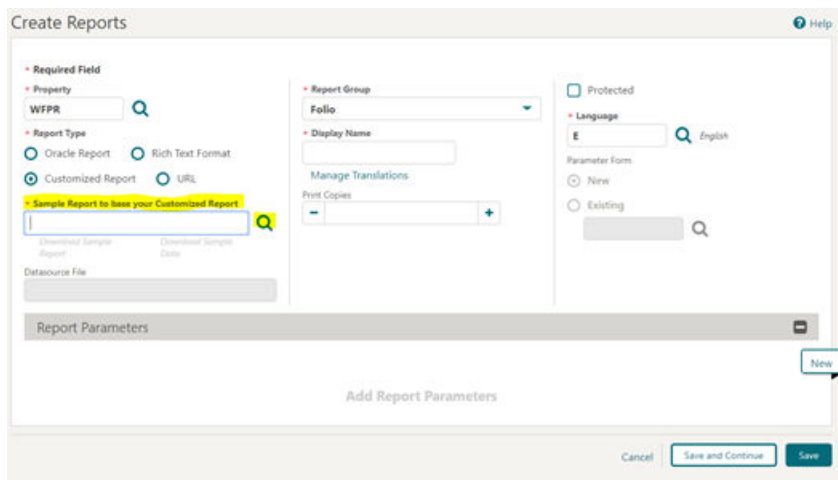 Create Reports
Help
* Required Field
* Property
WFPR
* Report Type
Oracle Report
Rich Text Format
Customized Report
URL
* Sample Report to base your Customized Report
Download Sample
Report
Download Sample
Data
Datasource File
* Report Group
Folio
* Display Name
Manage Translations
Print Copies
Protected
* Language
E
English
Parameter Form
New
Existing
Report Parameters
New
Add Report Parameters
Cancel
Save and Continue
Save